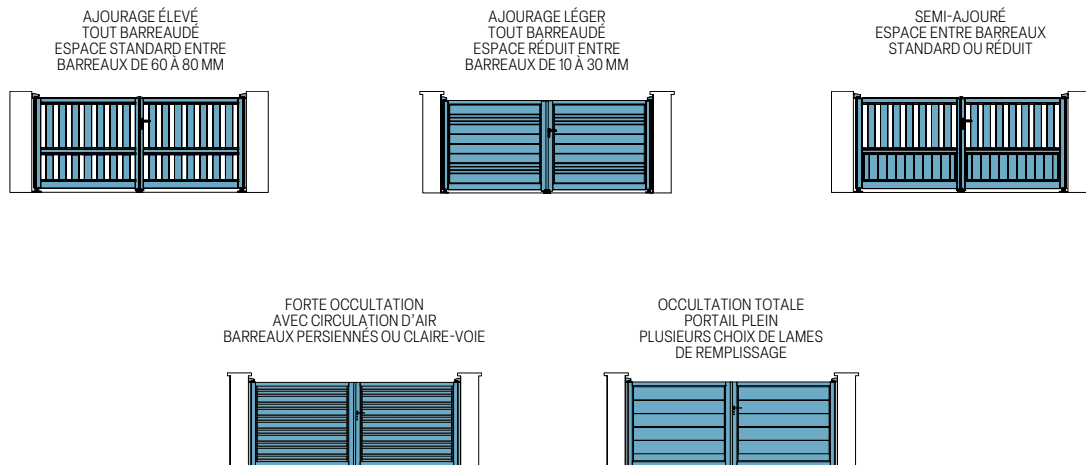 AJOURAGE ÉLEVÉ
TOUT BARREAUDÉ
ESPACE STANDARD ENTRE
BARREAUX DE 60 À 80 MM
AJOURAGE LÉGER
TOUT BARREAUDÉ
ESPACE RÉDUIT ENTRE
BARREAUX DE 10 À 30 MM
SEMI-AJOURÉ
ESPACE ENTRE BARREAUX
STANDARD OU RÉDUIT
FORTE OCCULTATION
AVEC CIRCULATION D'AIR
BARREAUX PERSIENNÉS OU CLAIRE-VOIE
OCCULTATION TOTALE
PORTAIL PLEIN
PLUSIEURS CHOIX DE LAMES
DE REMPLISSAGE